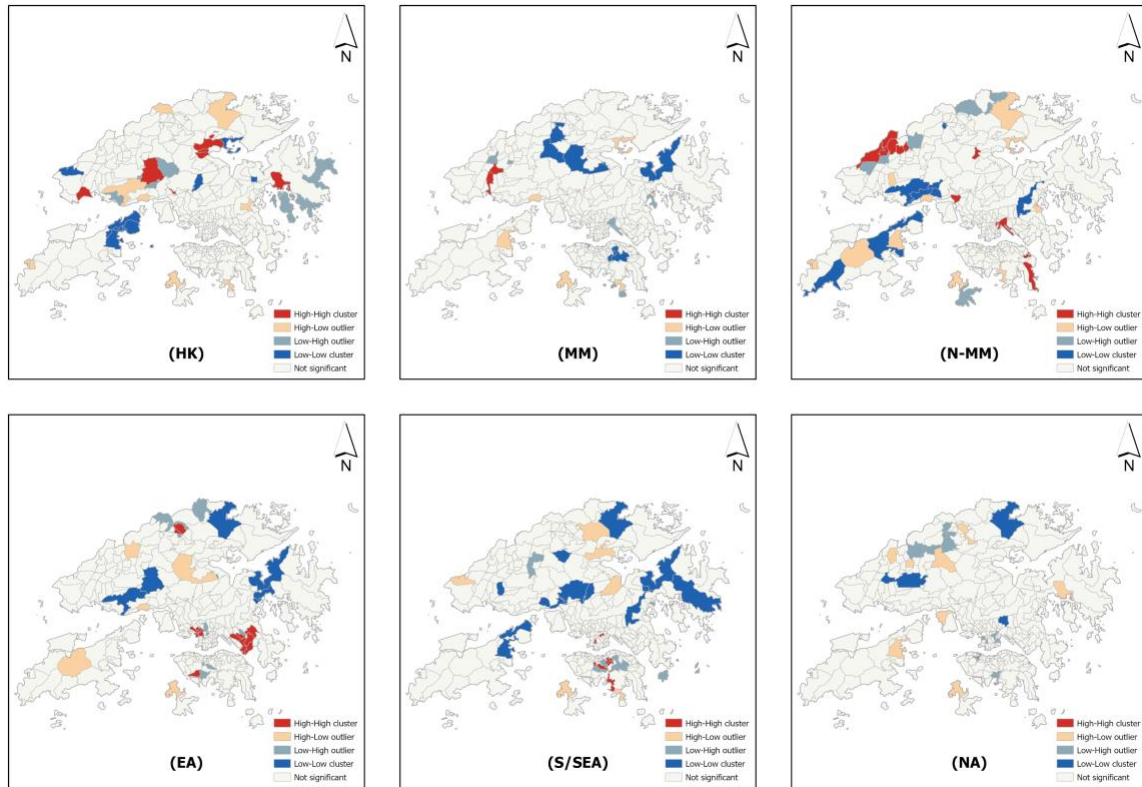 N
High-High cluster
High-Low outlier
Low-High outlier
Low-Low cluster
Not significant
(HK)
N
High-High cluster
High-Low outlier
Low-High outlier
Low-Low cluster
Not significant
(MM)
N
High-High cluster
High-Low outlier
Low-High outlier
Low-Low cluster
Not significant
(N-MM)
N
High-High cluster
High-Low outlier
Low-High outlier
Low-Low cluster
Not significant
(EA)
N
High-High cluster
High-Low outlier
Low-High outlier
Low-Low cluster
Not significant
(S/SEA)
N
High-High cluster
High-Low outlier
Low-High outlier
Low-Low cluster
Not significant
(NA)